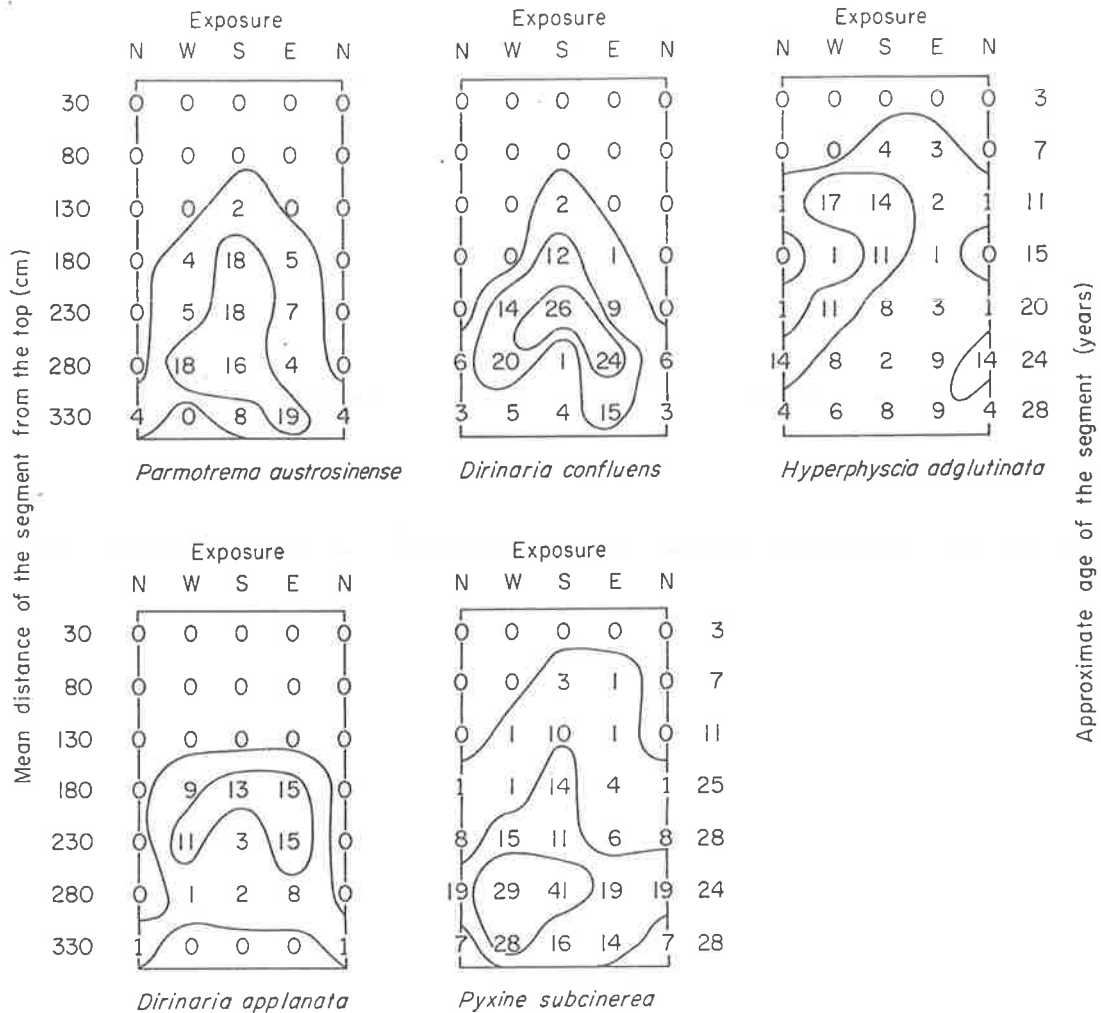 Exposure Exposure Exposure
N W S E N N W S E N N W S E N
30 0 0 0 0 0 0 0 0 0 0 0 0 0 0 0 3
80 0 0 0 0 0 0 0 0 0 0 0 0 4 3 0 7
130 0 0 2 0 0 0 0 2 0 0 1 17 14 2 1 11
180 0 4 18 5 0 0 0 12 1 0 0 1 11 1 0 15
230 0 5 18 7 0 0 14 26 9 0 1 11 8 3 1 20
280 0 18 16 4 0 6 20 1 24 6 14 8 2 9 14 24
330 4 0 8 19 4 3 5 4 15 3 4 6 8 9 4 28
Parmotrema austrosinense Dirinaria confluens Hyperphyscia adglutinata
Mean distance of the segment from the top (cm)
Approximate age of the segment (years)
Exposure Exposure
N W S E N N W S E N
30 0 0 0 0 0 0 0 0 0 0 3
80 0 0 0 0 0 0 0 3 1 0 7
130 0 0 0 0 0 0 1 10 1 0 11
180 0 9 13 15 0 1 1 14 4 1 25
230 0 11 3 15 0 8 15 11 6 8 28
280 0 1 2 8 0 19 29 41 19 19 24
330 1 0 0 0 1 7 28 16 14 7 28
Dirinaria applanata Pyxine subcinerea